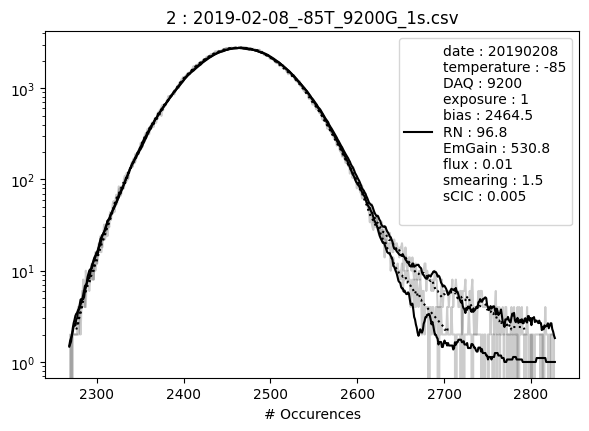 2 : 2019-02-08_-85T_9200G_1s.csv
date : 20190208
temperature : -85
DAQ : 9200
exposure : 1
bias : 2464.5
RN : 96.8
EmGain : 530.8
flux : 0.01
smearing : 1.5
sCIC : 0.005
10³
10²
10¹
10⁰
2300 2400 2500 2600 2700 2800
# Occurences